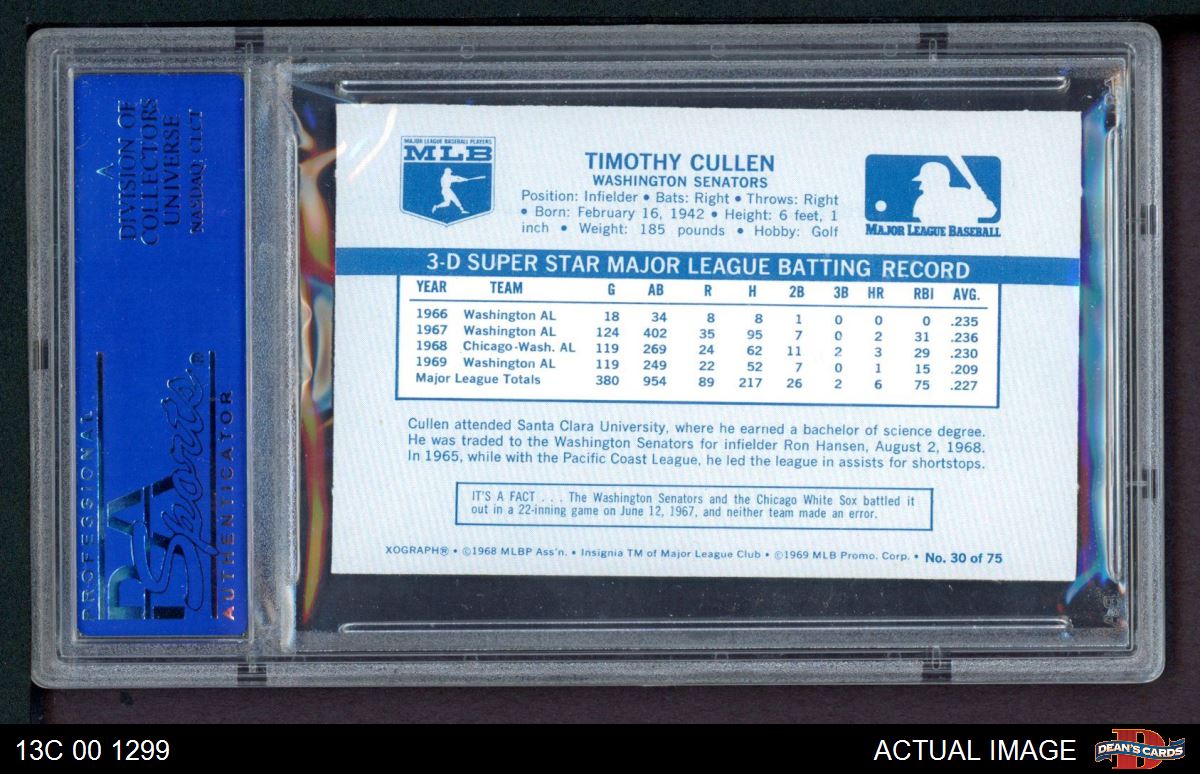 A
DIVISION OF
COLLECTORS
UNIVERSE
NASDAQ: CLCT
PROFESSIONAL
PSA
Sports®
AUTHENTICATOR
MAJOR LEAGUE BASEBALL PLAYERS
MLB
TIMOTHY CULLEN
WASHINGTON SENATORS
Position: Infielder • Bats: Right • Throws: Right
• Born: February 16, 1942 • Height: 6 feet, 1
inch • Weight: 185 pounds • Hobby: Golf
MAJOR LEAGUE BASEBALL
3-D SUPER STAR MAJOR LEAGUE BATTING RECORD
YEAR TEAM G AB R H 2B 3B HR RBI AVG.
1966 Washington AL 18 34 8 8 1 0 0 0 .235
1967 Washington AL 124 402 35 95 7 0 2 31 .236
1968 Chicago-Wash. AL 119 269 24 62 11 2 3 29 .230
1969 Washington AL 119 249 22 52 7 0 1 15 .209
Major League Totals 380 954 89 217 26 2 6 75 .227
Cullen attended Santa Clara University, where he earned a bachelor of science degree.
He was traded to the Washington Senators for infielder Ron Hansen, August 2, 1968.
In 1965, while with the Pacific Coast League, he led the league in assists for shortstops.
IT'S A FACT . . . The Washington Senators and the Chicago White Sox battled it
out in a 22-inning game on June 12, 1967, and neither team made an error.
XOGRAPH® • ©1968 MLBP Ass'n. • Insignia TM of Major League Club • ©1969 MLB Promo. Corp. • No. 30 of 75
13C 00 1299
ACTUAL IMAGE
DEAN'S CARDS